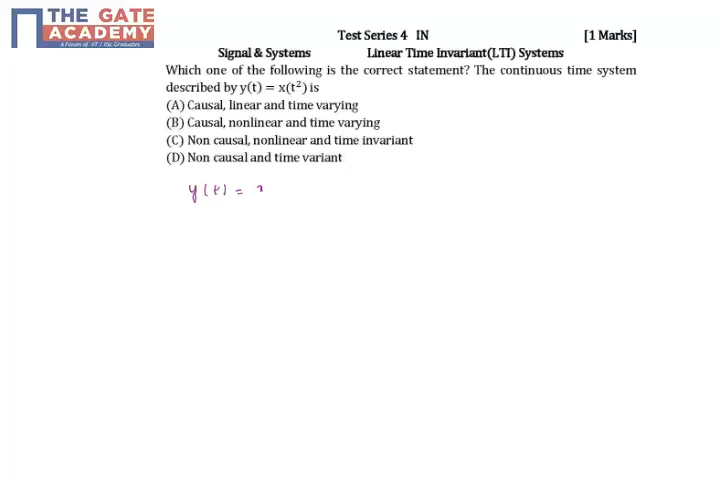 THE GATE
ACADEMY
A Forum of IIT / IISc Graduates
Test Series 4 IN [1 Marks]
Signal & Systems Linear Time Invariant(LTI) Systems
Which one of the following is the correct statement? The continuous time system
described by y(t) = x(t²) is
(A) Causal, linear and time varying
(B) Causal, nonlinear and time varying
(C) Non causal, nonlinear and time invariant
(D) Non causal and time variant
y(t) =